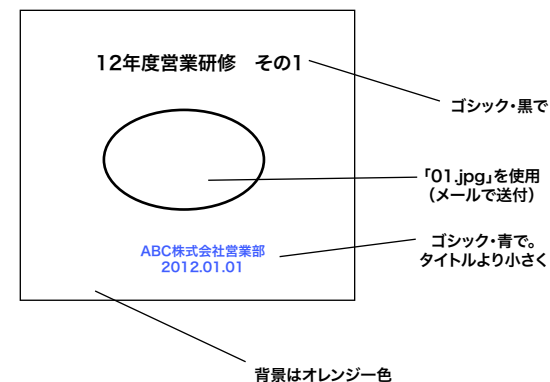 12年度営業研修　その1
ゴシック・黒で
「01.jpg」を使用
（メールで送付）
ABC株式会社営業部
2012.01.01
ゴシック・青で。
タイトルより小さく
背景はオレンジ一色